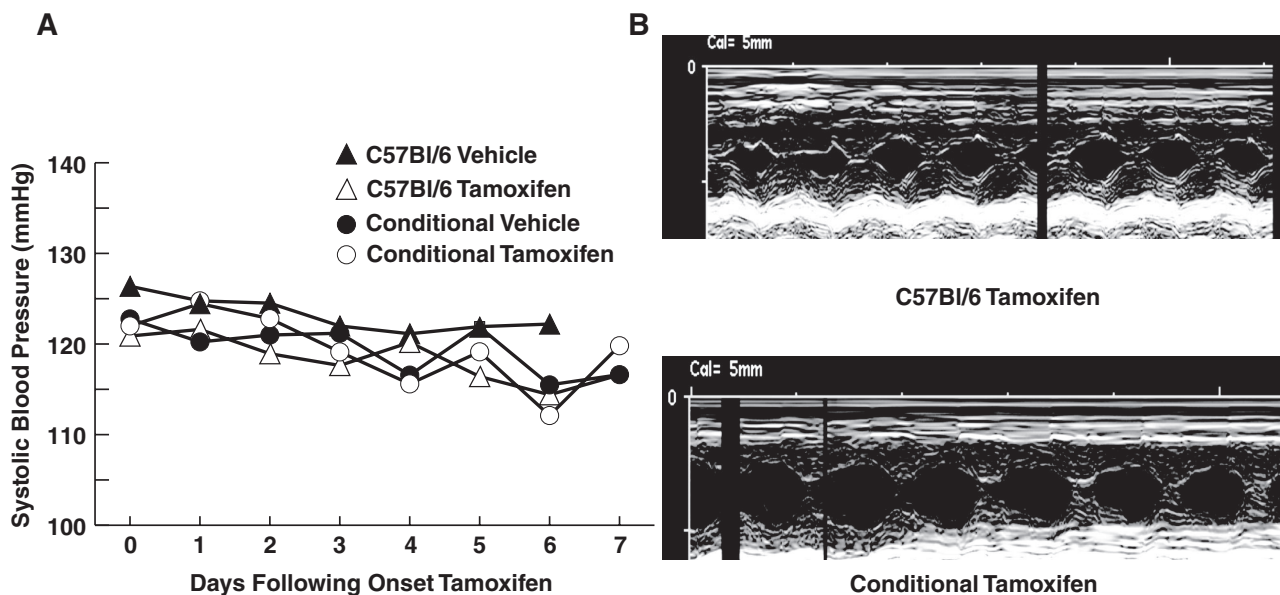 A
Systolic Blood Pressure (mmHg)
140
130
120
110
100
C57Bl/6 Vehicle
C57Bl/6 Tamoxifen
Conditional Vehicle
Conditional Tamoxifen
0 1 2 3 4 5 6 7
Days Following Onset Tamoxifen
B
Cal= 5mm
0
C57Bl/6 Tamoxifen
Cal= 5mm
0
Conditional Tamoxifen